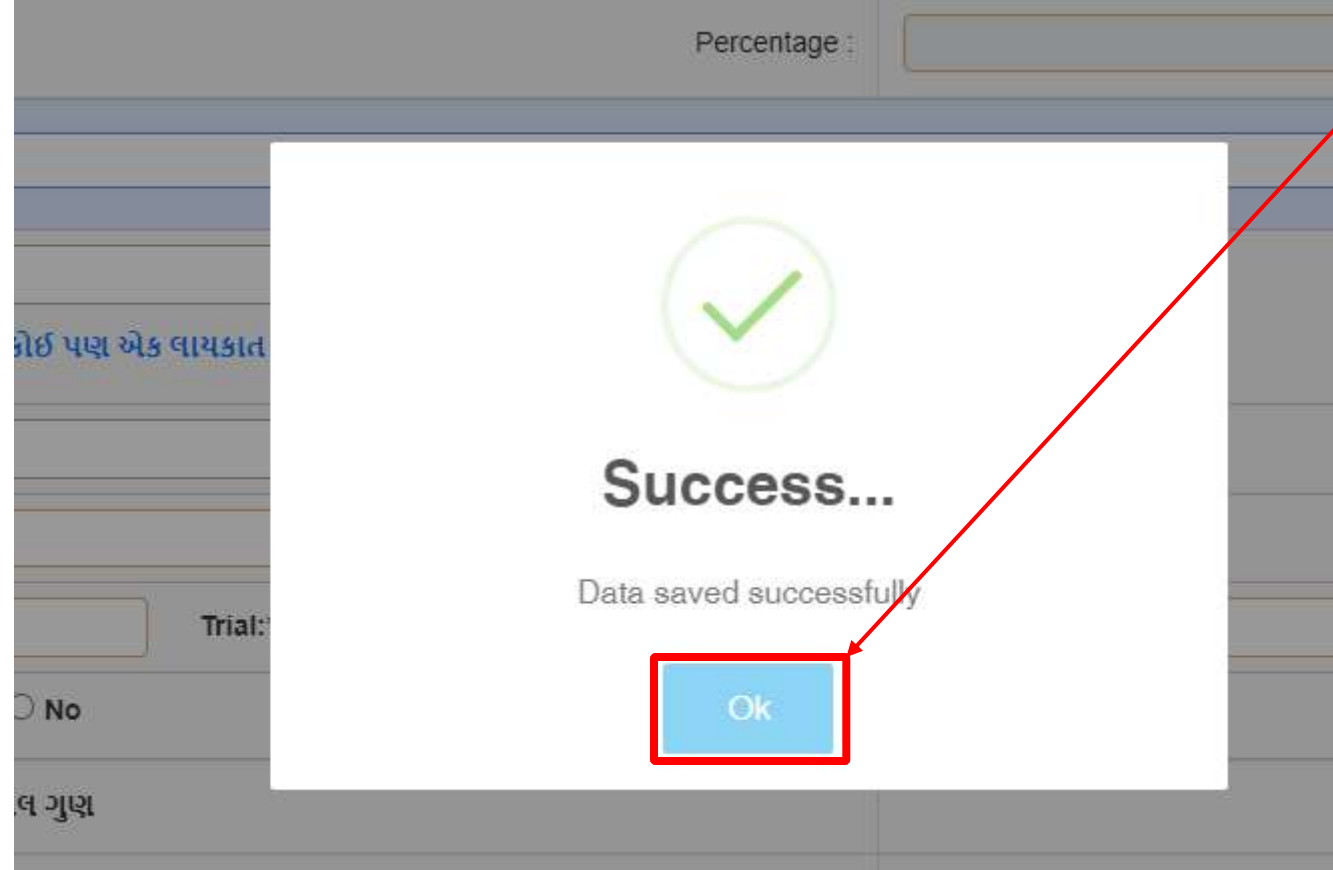 Percentage :
કોઈ પણ એક લાયકાત
Success...
Data saved successfully
Trial:*
Ok
No
ગુણ